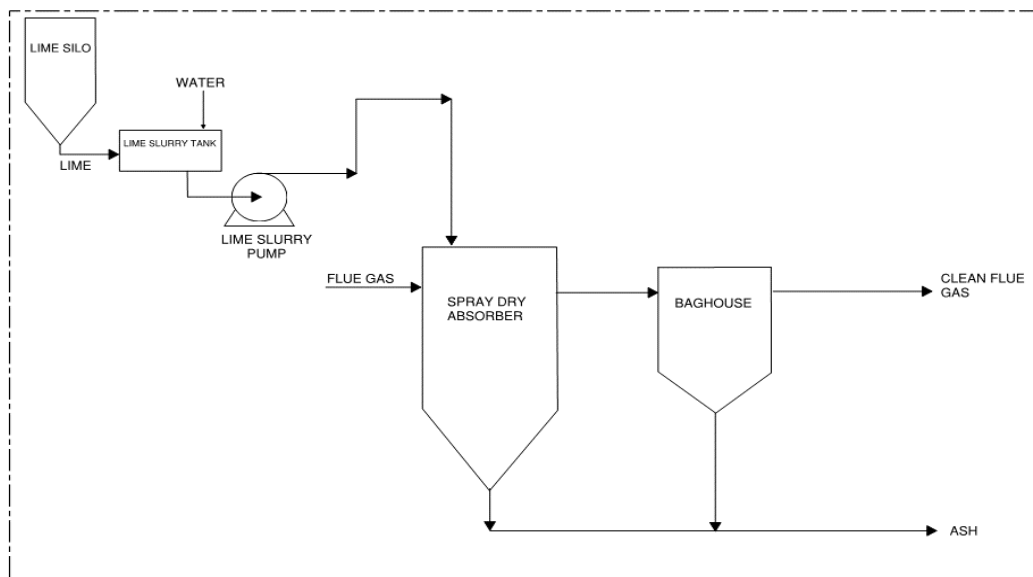 LIME SILO
WATER
LIME SLURRY TANK
LIME
LIME SLURRY
PUMP
FLUE GAS
SPRAY DRY
ABSORBER
BAGHOUSE
CLEAN FLUE
GAS
ASH